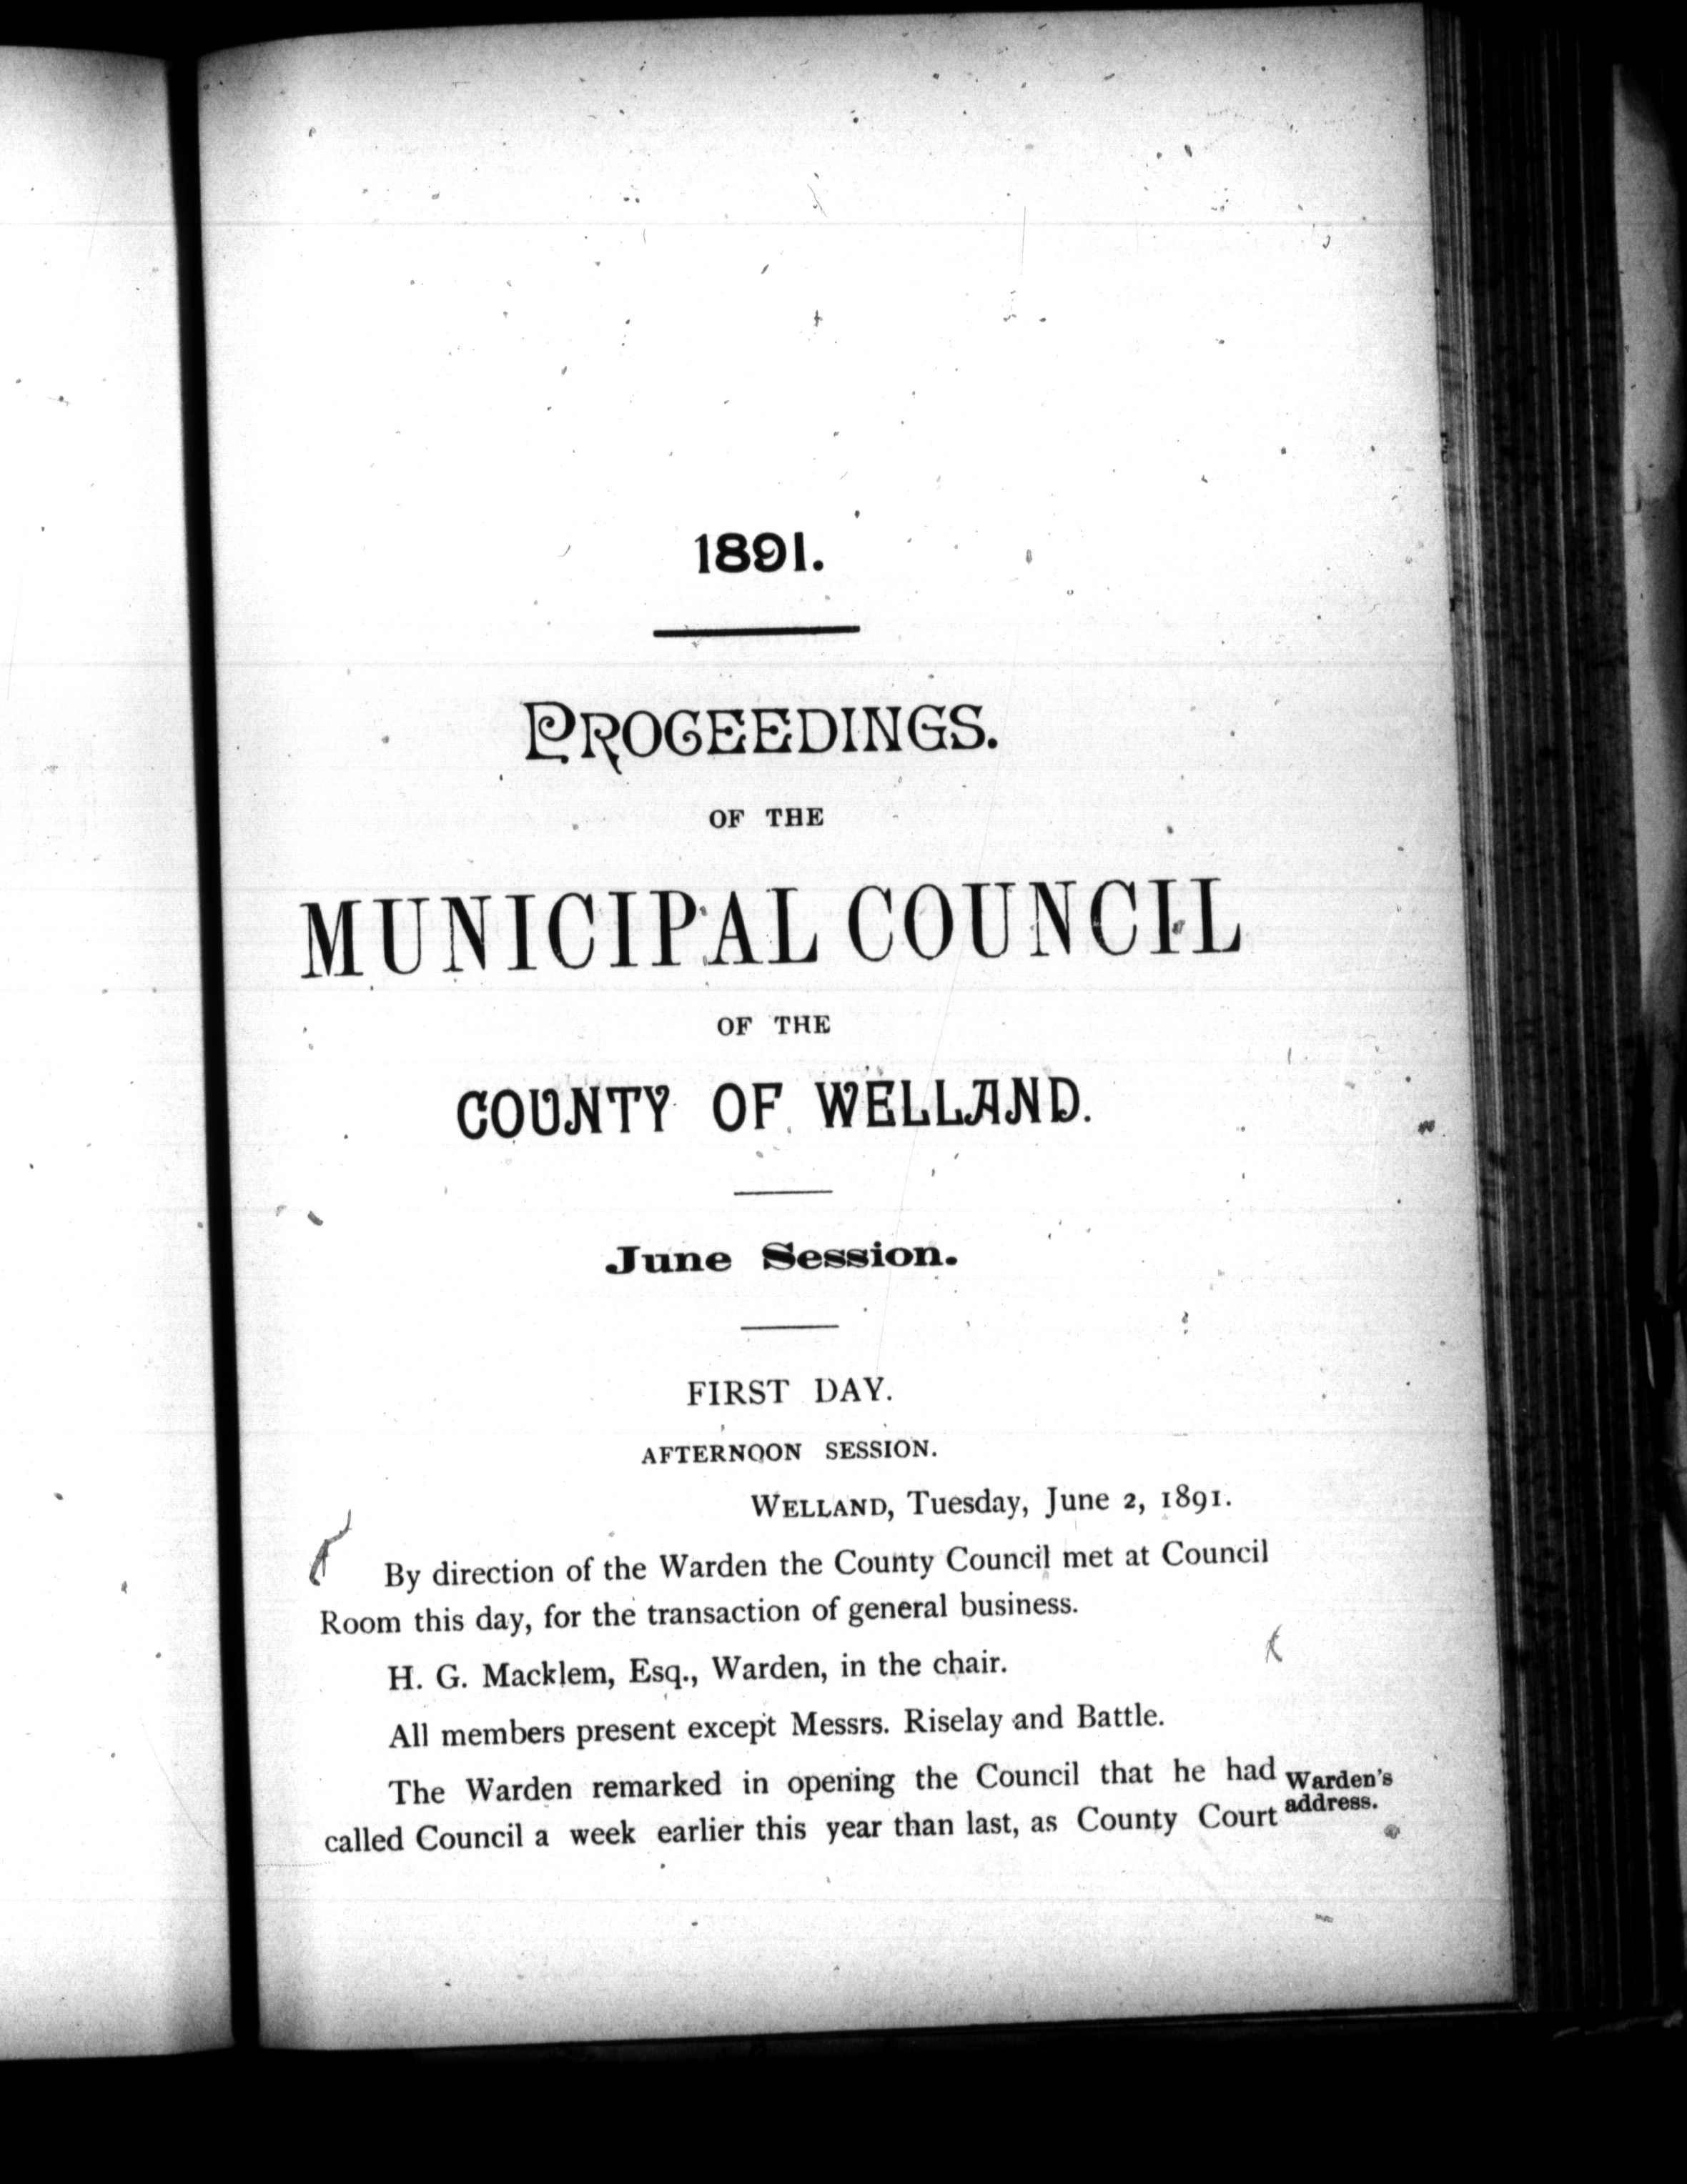 1891.
PROCEEDINGS.
OF THE
MUNICIPAL COUNCIL
OF THE
COUNTY OF WELLAND.
June Session.
FIRST DAY.
AFTERNOON SESSION.
WELLAND, Tuesday, June 2, 1891.
By direction of the Warden the County Council met at Council
Room this day, for the transaction of general business.
H. G. Macklem, Esq., Warden, in the chair.
All members present except Messrs. Riselay and Battle.
The Warden remarked in opening the Council that he had
called Council a week earlier this year than last, as County Court
Warden's
address.